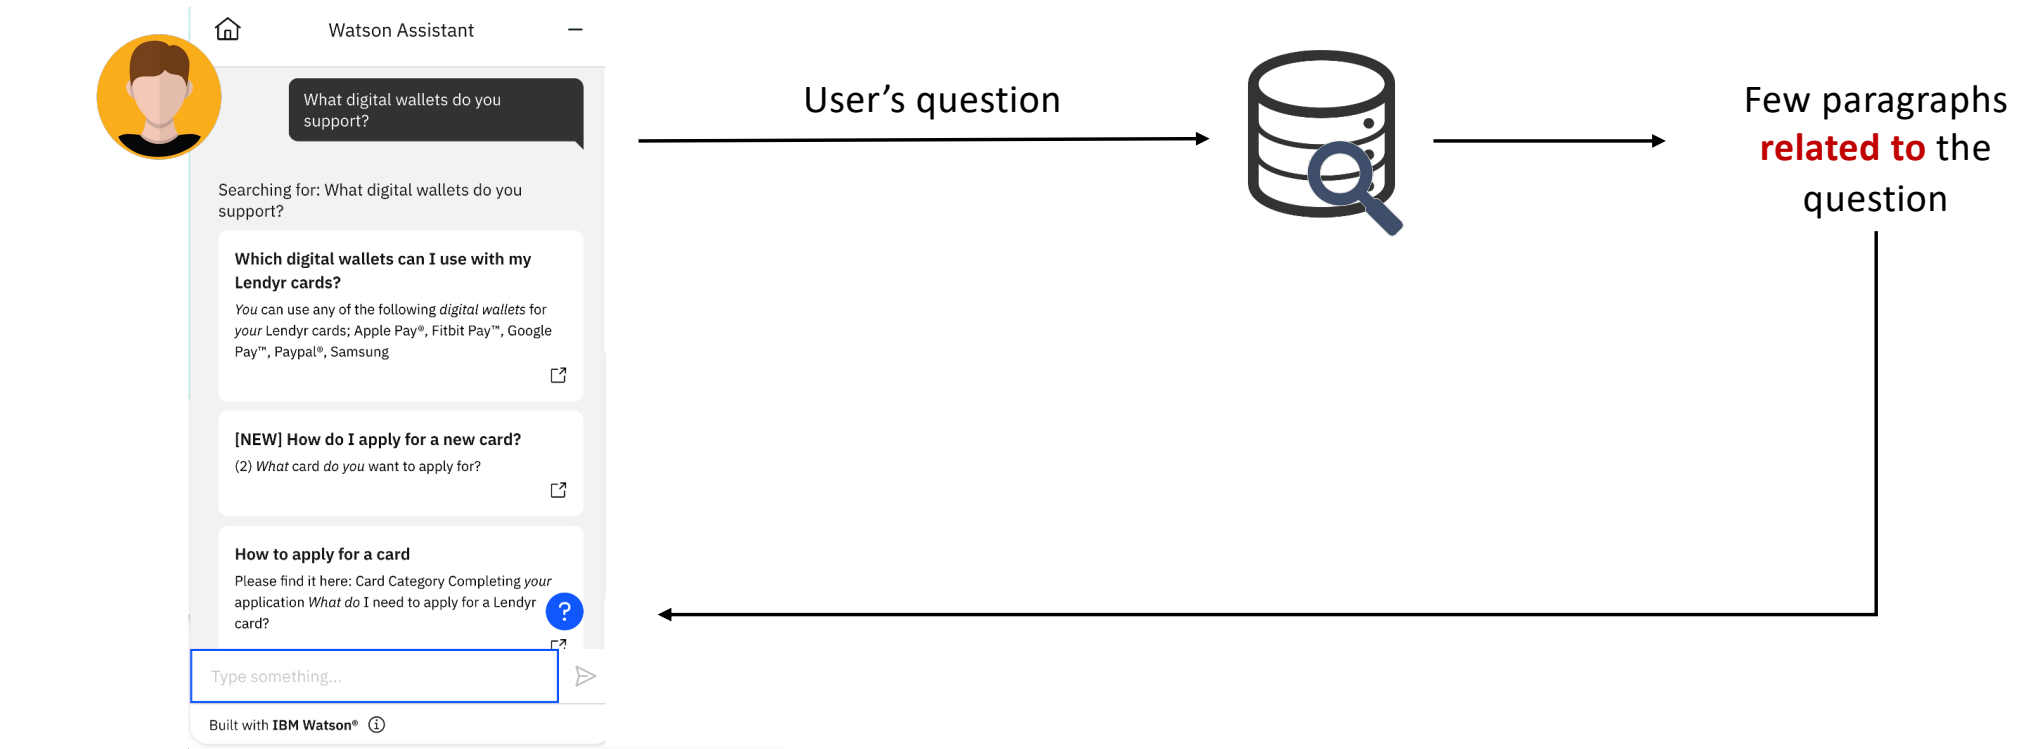 Watson Assistant
What digital wallets do you
support?
Searching for: What digital wallets do you
support?
Which digital wallets can I use with my
Lendyr cards?
You can use any of the following digital wallets for
your Lendyr cards; Apple Pay®, Fitbit Pay™, Google
Pay™, Paypal®, Samsung
[NEW] How do I apply for a new card?
(2) What card do you want to apply for?
How to apply for a card
Please find it here: Card Category Completing your
application What do I need to apply for a Lendyr
card?
?
Type something...
Built with IBM Watson®
User’s question
Few paragraphs
related to the
question